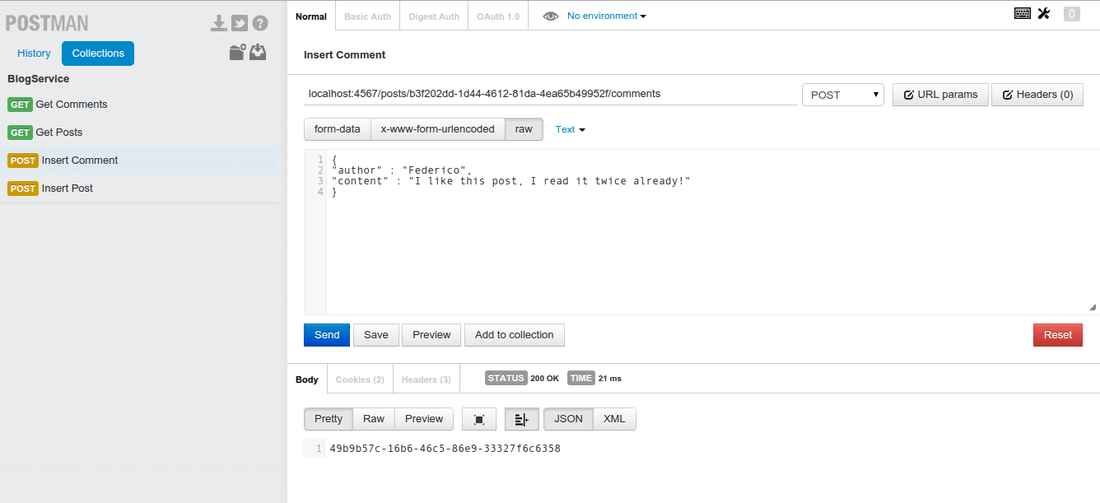 POSTMAN
History Collections
BlogService
GET Get Comments
GET Get Posts
POST Insert Comment
POST Insert Post
Normal Basic Auth Digest Auth OAuth 1.0 No environment 0
Insert Comment
localhost:4567/posts/b3f202dd-1d44-4612-81da-4ea65b49952f/comments POST URL params Headers (0)
form-data x-www-form-urlencoded raw Text
1 {
2 "author" : "Federico",
3 "content" : "I like this post, I read it twice already!"
4 }
Send Save Preview Add to collection Reset
Body Cookies (2) Headers (3) STATUS 200 OK TIME 21 ms
Pretty Raw Preview JSON XML
1 49b9b57c-16b6-46c5-86e9-33327f6c6358